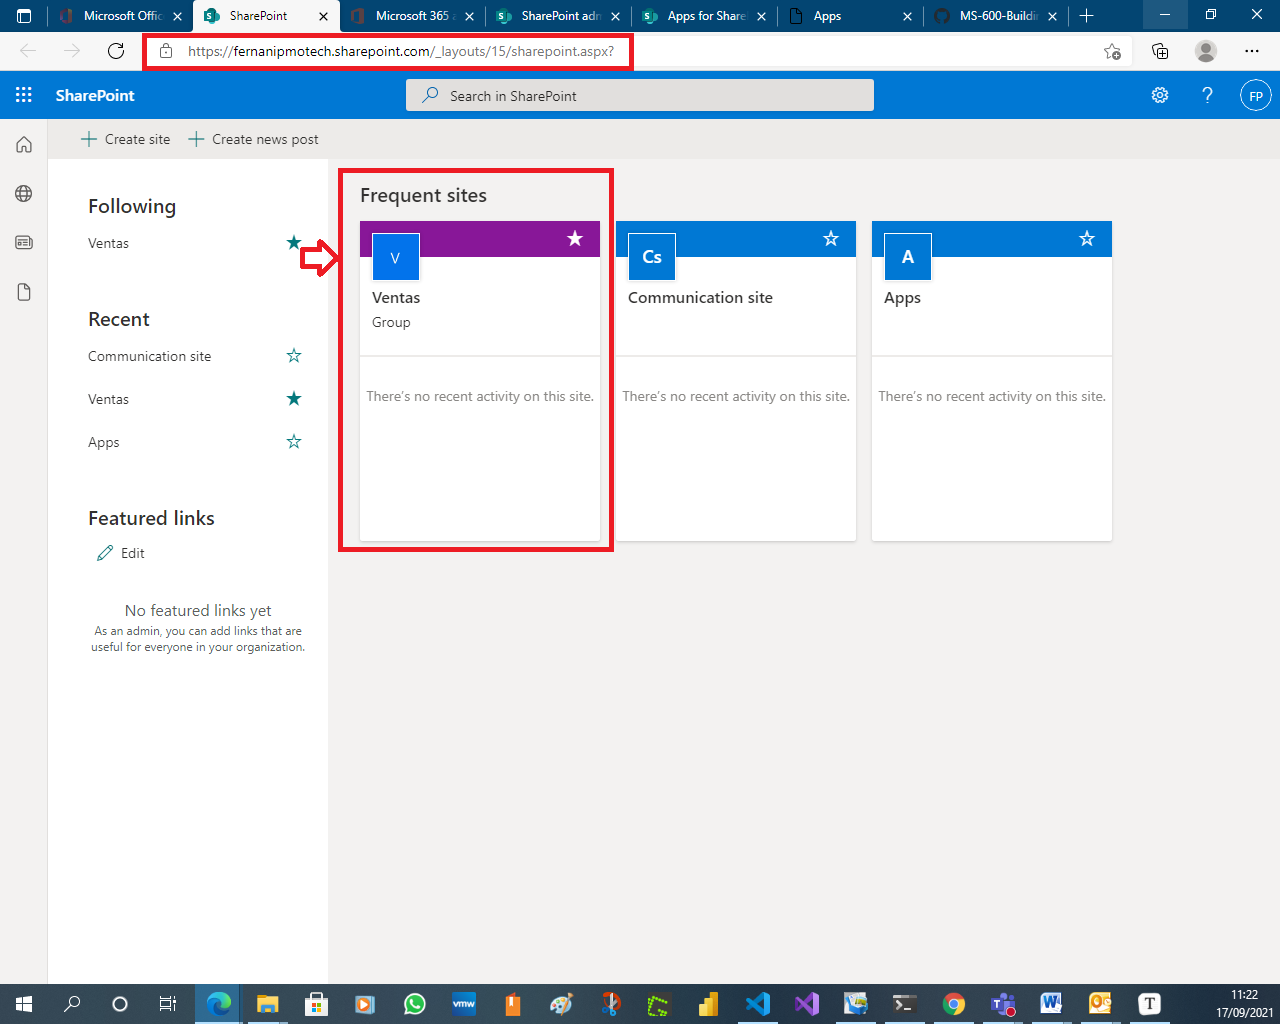 Microsoft Offic
SharePoint
Microsoft 365 a
SharePoint adm
Apps for Share
Apps
MS-600-Buildin
https://fernanipmotech.sharepoint.com/_layouts/15/sharepoint.aspx?
SharePoint
Search in SharePoint
?
FP
Create site
Create news post
Following
Ventas
Recent
Communication site
Ventas
Apps
Featured links
Edit
No featured links yet
As an admin, you can add links that are
useful for everyone in your organization.
Frequent sites
V
Ventas
Group
There's no recent activity on this site.
Cs
Communication site
There's no recent activity on this site.
A
Apps
There's no recent activity on this site.
vmw
T
11:22
17/09/2021